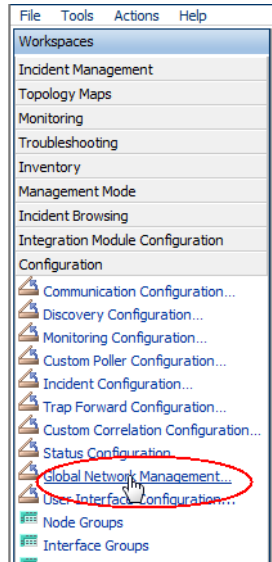 File Tools Actions Help
Workspaces
Incident Management
Topology Maps
Monitoring
Troubleshooting
Inventory
Management Mode
Incident Browsing
Integration Module Configuration
Configuration
Communication Configuration...
Discovery Configuration...
Monitoring Configuration...
Custom Poller Configuration...
Incident Configuration...
Trap Forward Configuration...
Custom Correlation Configuration...
Status Configuration...
Global Network Management...
User Interface Configuration...
Node Groups
Interface Groups